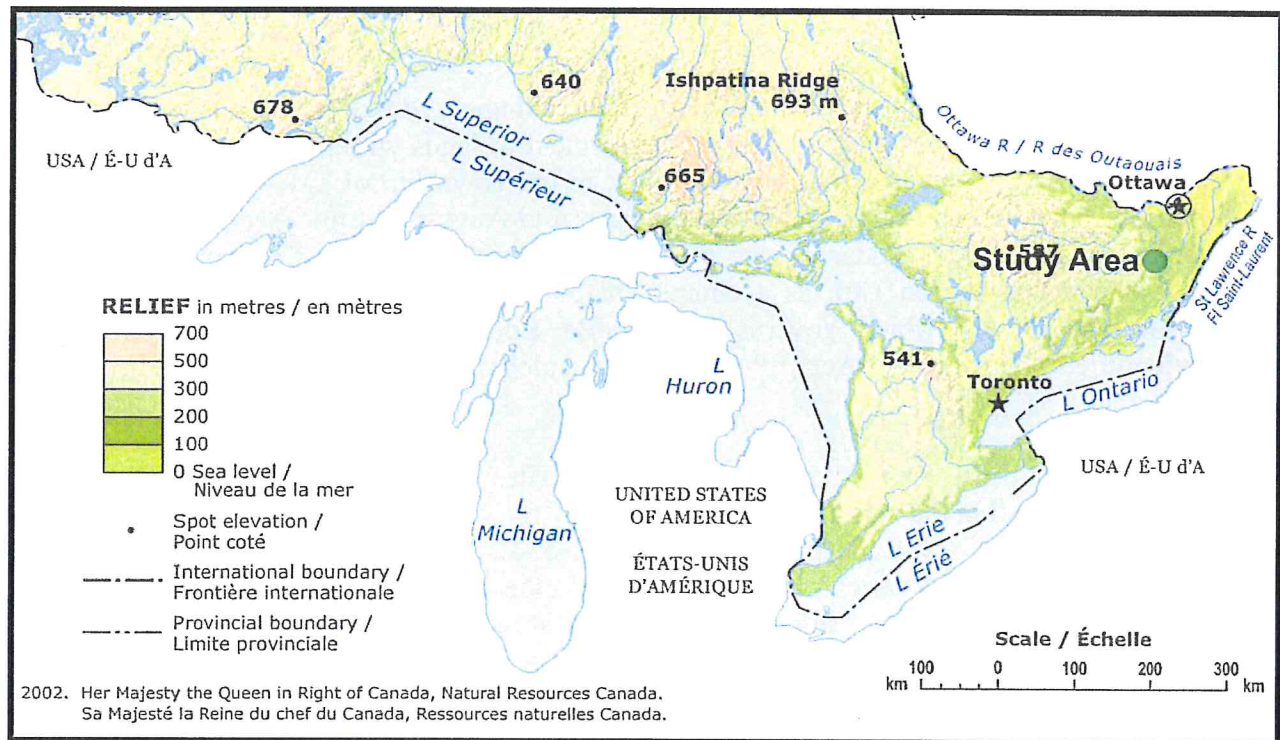 640
Ishpatina Ridge
693 m
678
L Superior
L Supérieur
USA / É-U d'A
665
Ottawa R / R des Outaouais
Ottawa
587
Study Area
St Lawrence R
Fl Saint-Laurent
RELIEF in metres / en mètres
700
500
300
200
100
0 Sea level /
Niveau de la mer
Spot elevation /
Point coté
International boundary /
Frontière internationale
Provincial boundary /
Limite provinciale
L
Huron
541
Toronto
L Ontario
USA / É-U d'A
L
Michigan
UNITED STATES
OF AMERICA
ÉTATS-UNIS
D'AMÉRIQUE
L Erie
L Érié
Scale / Échelle
100 0 100 200 300
km km
2002. Her Majesty the Queen in Right of Canada, Natural Resources Canada.
Sa Majesté la Reine du chef du Canada, Ressources naturelles Canada.